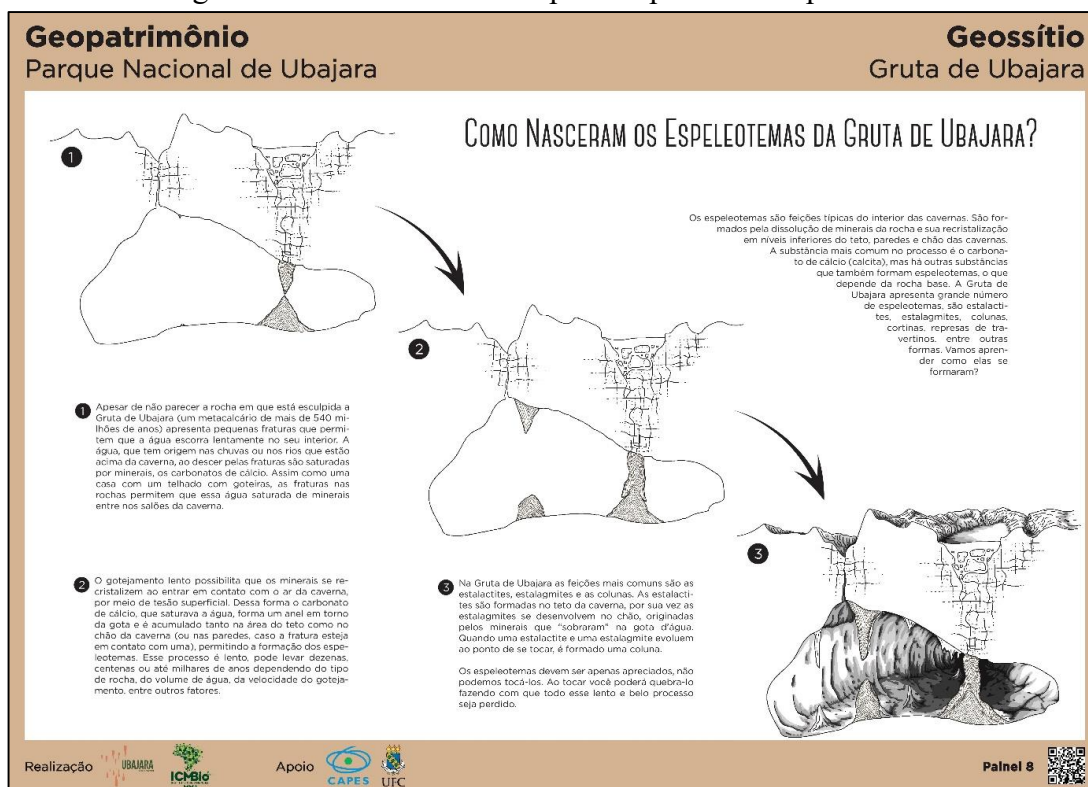 Geopatrimônio
Parque Nacional de Ubajara
Geossítio
Gruta de Ubajara
COMO NASCERAM OS ESPELEOTEMAS DA GRUTA DE UBAJARA?
Os espeleotemas são feições típicas do interior das cavernas. São for-
mados pela dissolução de minerais da rocha e sua recristalização
em níveis inferiores do teto, paredes e chão das cavernas.
A substância mais comum no processo é o carbona-
to de cálcio (calcita), mas há outras substâncias
que também formam espeleotemas, o que
depende da rocha base. A Gruta de
Ubajara apresenta grande número
de espeleotemas, são estalacti-
tes, estalagmites, colunas,
cortinas, represas de tra-
vertinos, entre outras
formas. Vamos apren-
der como elas se
formaram?
1
2
3
1 Apesar de não parecer a rocha em que está esculpida a
Gruta de Ubajara (um metacalcário de mais de 540 mi-
lhões de anos) apresenta pequenas fraturas que permi-
tem que a água escorra lentamente no seu interior. A
água, que tem origem nas chuvas ou nos rios que estão
acima da caverna, ao descer pelas fraturas são saturadas
por minerais, os carbonatos de cálcio. Assim como uma
casa com um telhado com goteiras, as fraturas nas
rochas permitem que essa água saturada de minerais
entre nos salões da caverna.
2 O gotejamento lento possibilita que os minerais se re-
cristalizem ao entrar em contato com o ar da caverna,
por meio de tesão superficial. Dessa forma o carbonato
de cálcio, que saturava a água, forma um anel em torno
da gota e é acumulado tanto na área do teto como no
chão da caverna (ou nas paredes, caso a fratura esteja
em contato com uma), permitindo a formação dos espe-
leotemas. Esse processo é lento, pode levar dezenas,
centenas ou até milhares de anos dependendo do tipo
de rocha, do volume de água, da velocidade do goteja-
mento, entre outros fatores.
3 Na Gruta de Ubajara as feições mais comuns são as
estalactites, estalagmites e as colunas. As estalacti-
tes são formadas no teto da caverna, por sua vez as
estalagmites se desenvolvem no chão, originadas
pelos minerais que "sobraram" na gota d'água.
Quando uma estalactite e uma estalagmite evoluem
ao ponto de se tocar, é formado uma coluna.
Os espeleotemas devem ser apenas apreciados, não
podemos tocá-los. Ao tocar você poderá quebra-lo
fazendo com que todo esse lento e belo processo
seja perdido.
Realização
UBAJARA
ICMBio
Apoio
CAPES
UFC
Painel 8